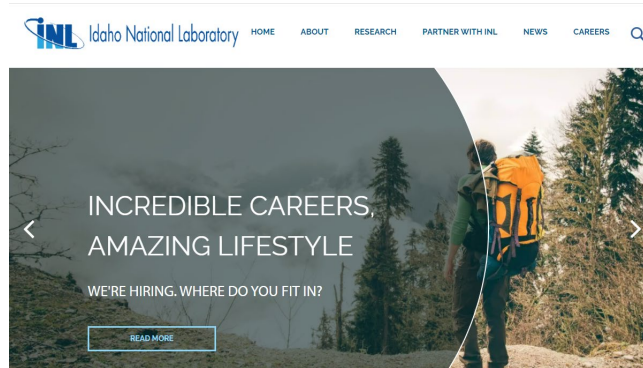 INL Idaho National Laboratory HOME ABOUT RESEARCH PARTNER WITH INL NEWS CAREERS
INCREDIBLE CAREERS,
AMAZING LIFESTYLE
WE'RE HIRING. WHERE DO YOU FIT IN?
READ MORE